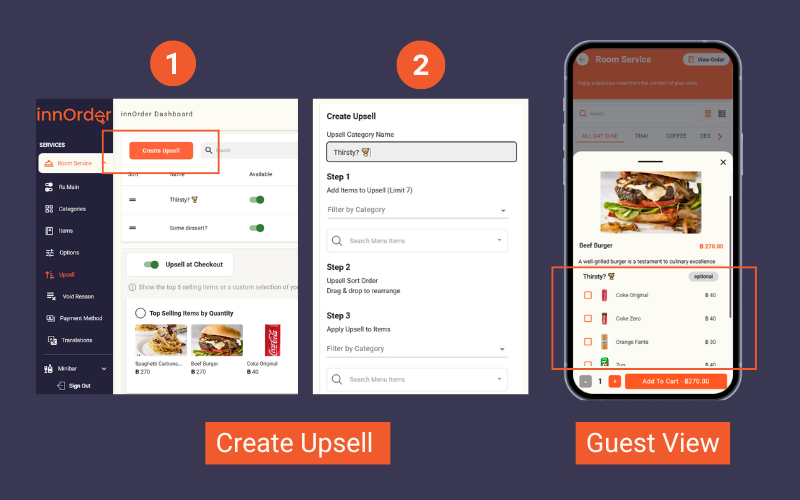 1
innOrder
SERVICES
Room Service
Rs Main
Categories
Items
Options
Upsell
Void Reason
Payment Method
Translations
Minibar
Sign Out
innOrder Dashboard
Create Upsell
Search
Sort Name Available
Thirsty? 🍹
Some dessert?
Upsell at Checkout
Show the top 5 selling items or a custom selection of you
Top Selling Items by Quantity
Spaghetti Carbona...
฿ 270
Beef Burger
฿ 270
Coke Original
฿ 40
Coca-Cola
2
Create Upsell
Upsell Category Name
Thirsty? 🍹
Step 1
Add Items to Upsell (Limit 7)
Filter by Category
Search Menu Items
Step 2
Upsell Sort Order
Drag & drop to rearrange
Step 3
Apply Upsell to Items
Filter by Category
Search Menu Items
Create Upsell
Room Service
View Order
Enjoy a delicious meal from the comfort of your room
Search
ALL DAY DINE THAI COFFEE DES
Beef Burger ฿ 270.00
A well-grilled burger is a testament to culinary excellence
Thirsty? 🍹 optional
Coke Original ฿ 40
Coke Zero ฿ 40
Orange Fanta ฿ 30
7up ฿ 40
1
Add To Cart - ฿270.00
Guest View